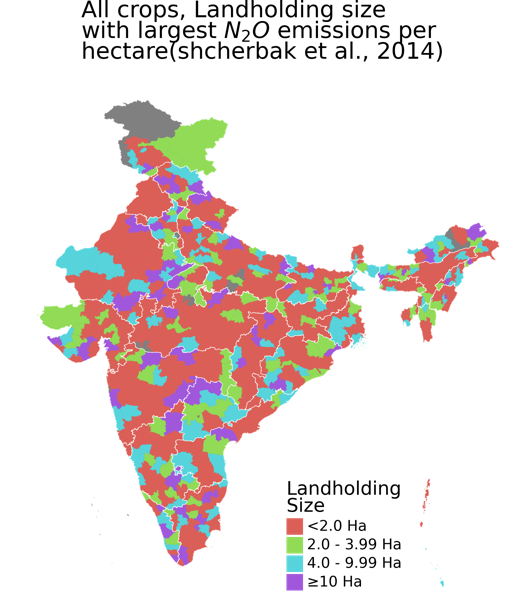 All crops, Landholding size
with largest N₂O emissions per
hectare(shcherbak et al., 2014)
Landholding
Size
<2.0 Ha
2.0 - 3.99 Ha
4.0 - 9.99 Ha
≥10 Ha